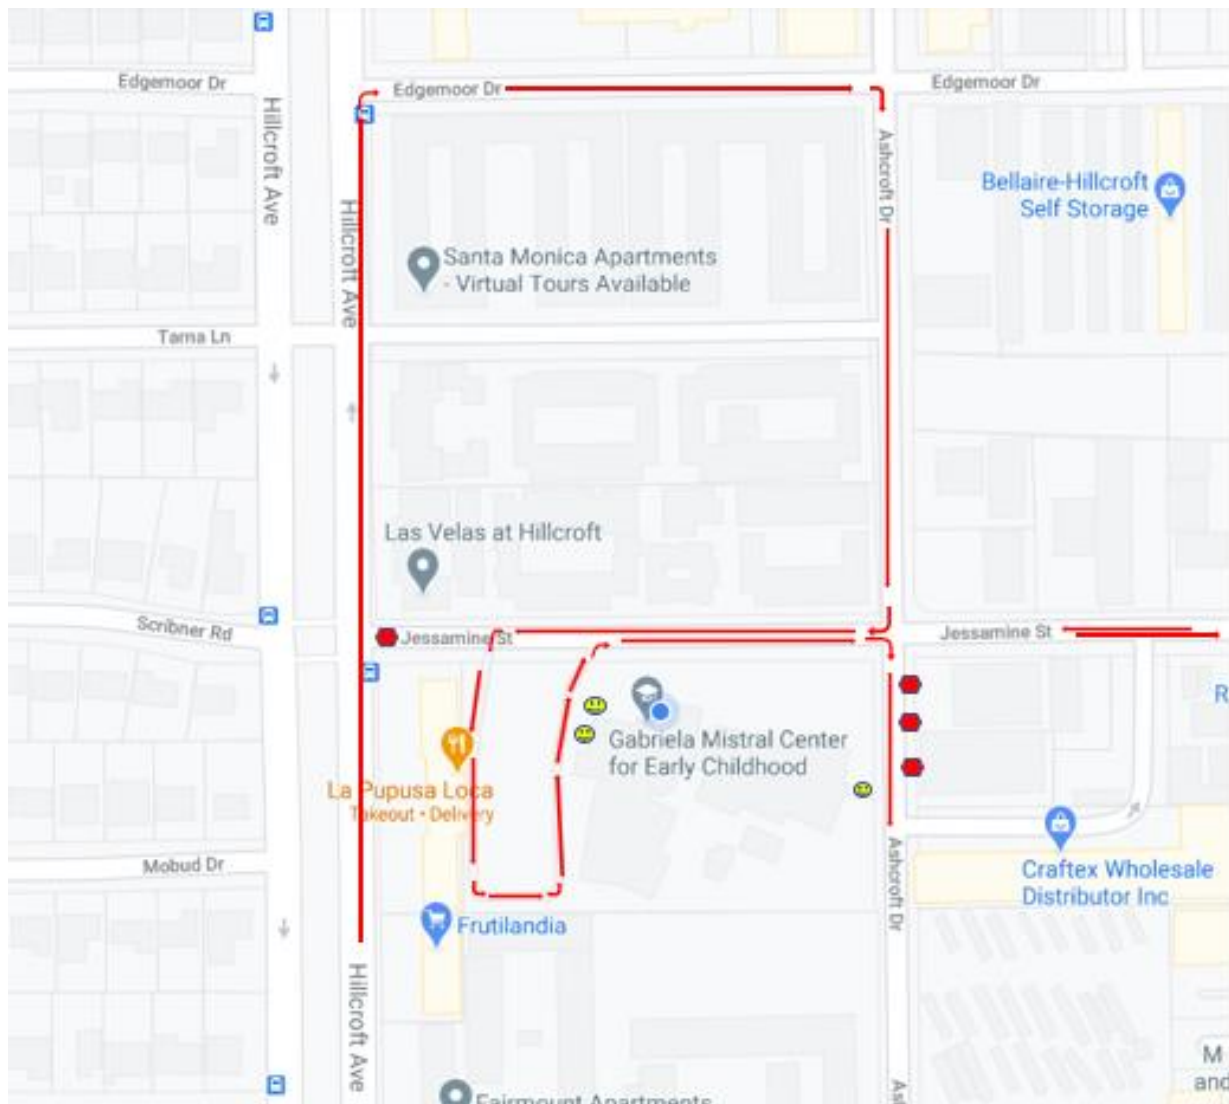 Edgemoor Dr
Edgemoor Dr
Edgemoor Dr
Hillcroft Ave
Ashcroft Dr
Bellaire-Hillcroft
Self Storage
Hillcroft Ave
Santa Monica Apartments
- Virtual Tours Available
Tarna Ln
Las Velas at Hillcroft
Scribner Rd
Jessamine St
Jessamine St
R
Gabriela Mistral Center
for Early Childhood
La Pupusa Loca
Takeout • Delivery
Mobud Dr
Ashcroft Dr
Craftex Wholesale
Distributor Inc
Frutilandia
Hillcroft Ave
M
and
Fairmount Apartments
As